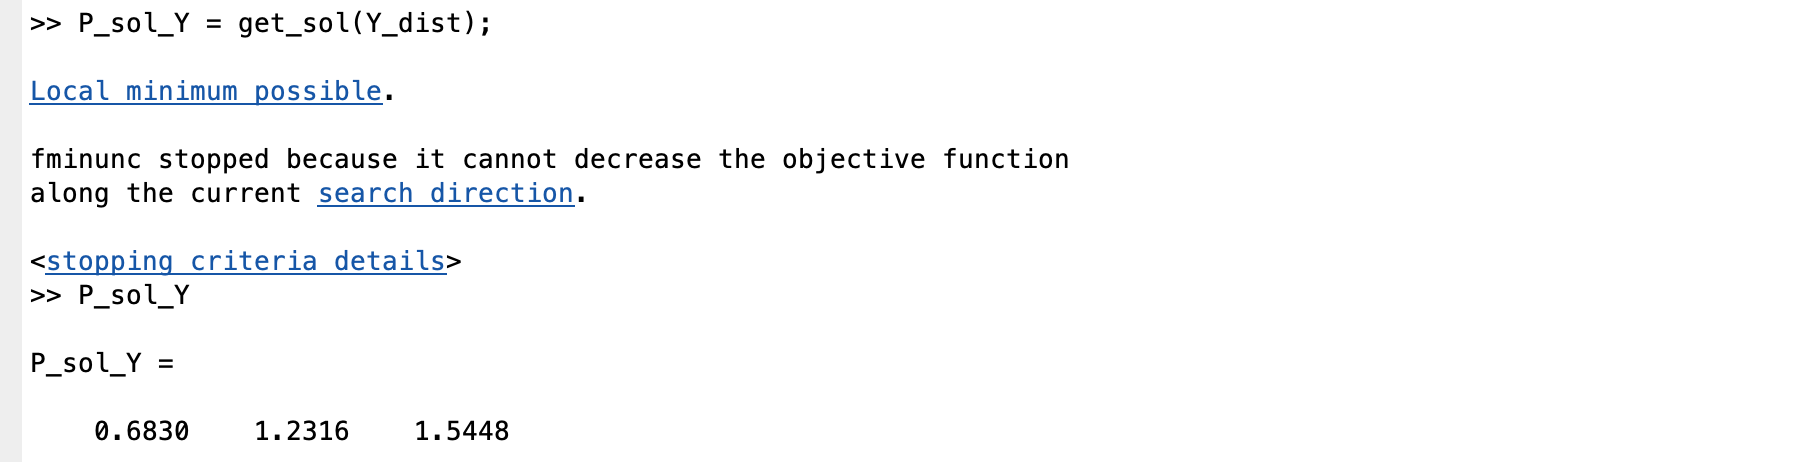 >> P_sol_Y = get_sol(Y_dist);
Local minimum possible.
fminunc stopped because it cannot decrease the objective function
along the current search direction.
<stopping criteria details>
>> P_sol_Y
P_sol_Y =
0.6830    1.2316    1.5448